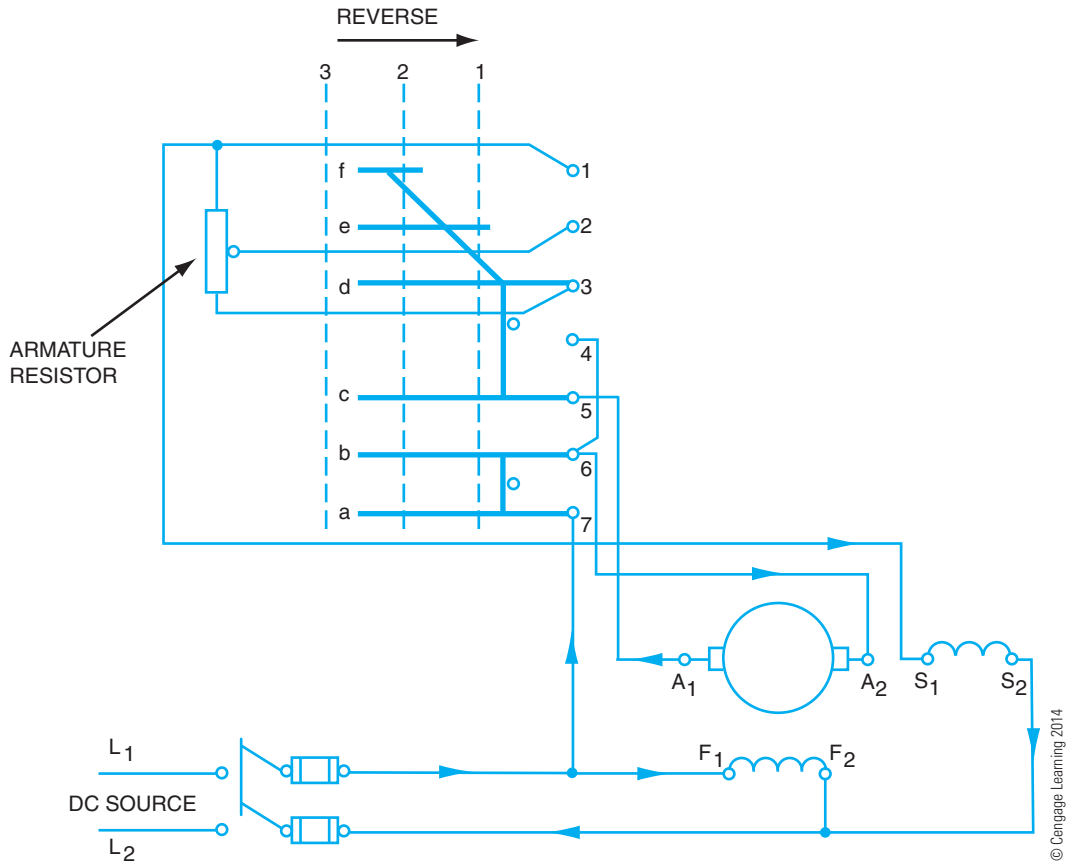 REVERSE
3 2 1
f
1
e
2
d
3
ARMATURE
RESISTOR
4
c
5
b
6
a
7
A1 A2 S1 S2
L1
F1 F2
DC SOURCE
L2
© Cengage Learning 2014